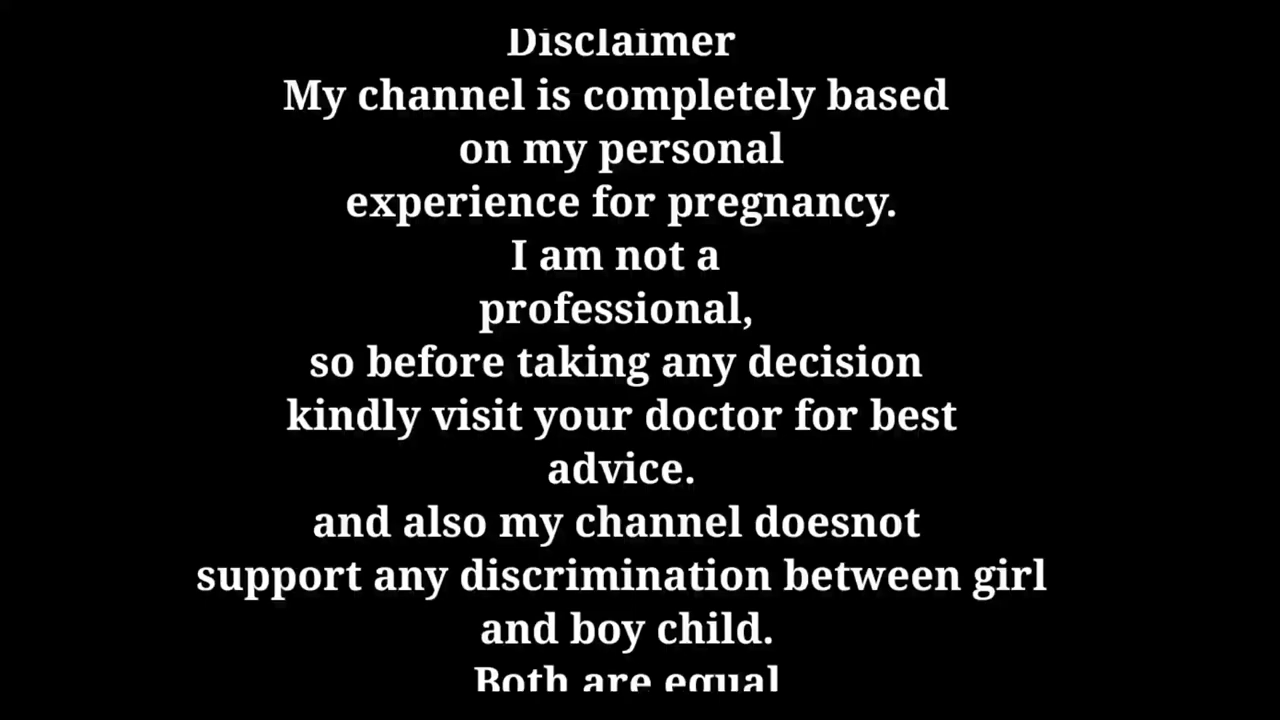 Disclaimer
My channel is completely based
on my personal
experience for pregnancy.
I am not a
professional,
so before taking any decision
kindly visit your doctor for best
advice.
and also my channel doesnot
support any discrimination between girl
and boy child.
Both are equal